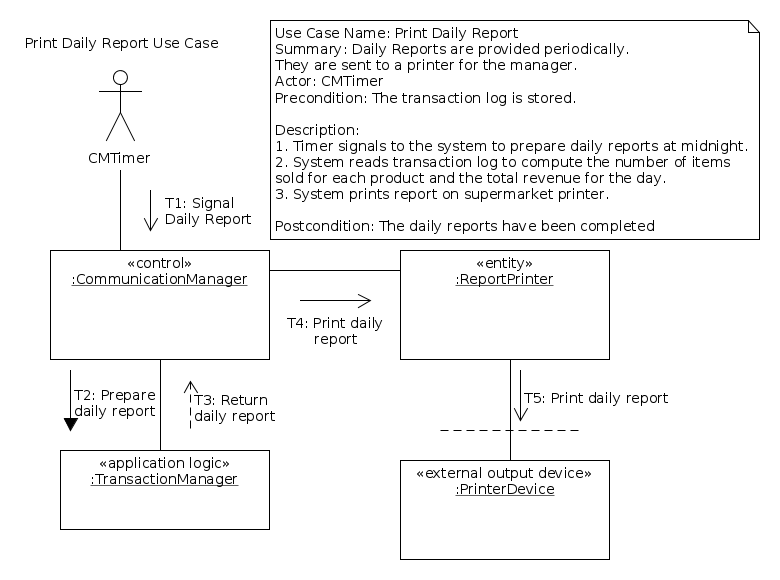 Print Daily Report Use Case
CMTimer
Use Case Name: Print Daily Report
Summary: Daily Reports are provided periodically.
They are sent to a printer for the manager.
Actor: CMTimer
Precondition: The transaction log is stored.
Description:
1. Timer signals to the system to prepare daily reports at midnight.
2. System reads transaction log to compute the number of items
sold for each product and the total revenue for the day.
3. System prints report on supermarket printer.
Postcondition: The daily reports have been completed
T1: Signal
Daily Report
«control»
:CommunicationManager
«entity»
:ReportPrinter
T4: Print daily
report
T2: Prepare
daily report
T3: Return
daily report
T5: Print daily report
«application logic»
:TransactionManager
«external output device»
:PrinterDevice